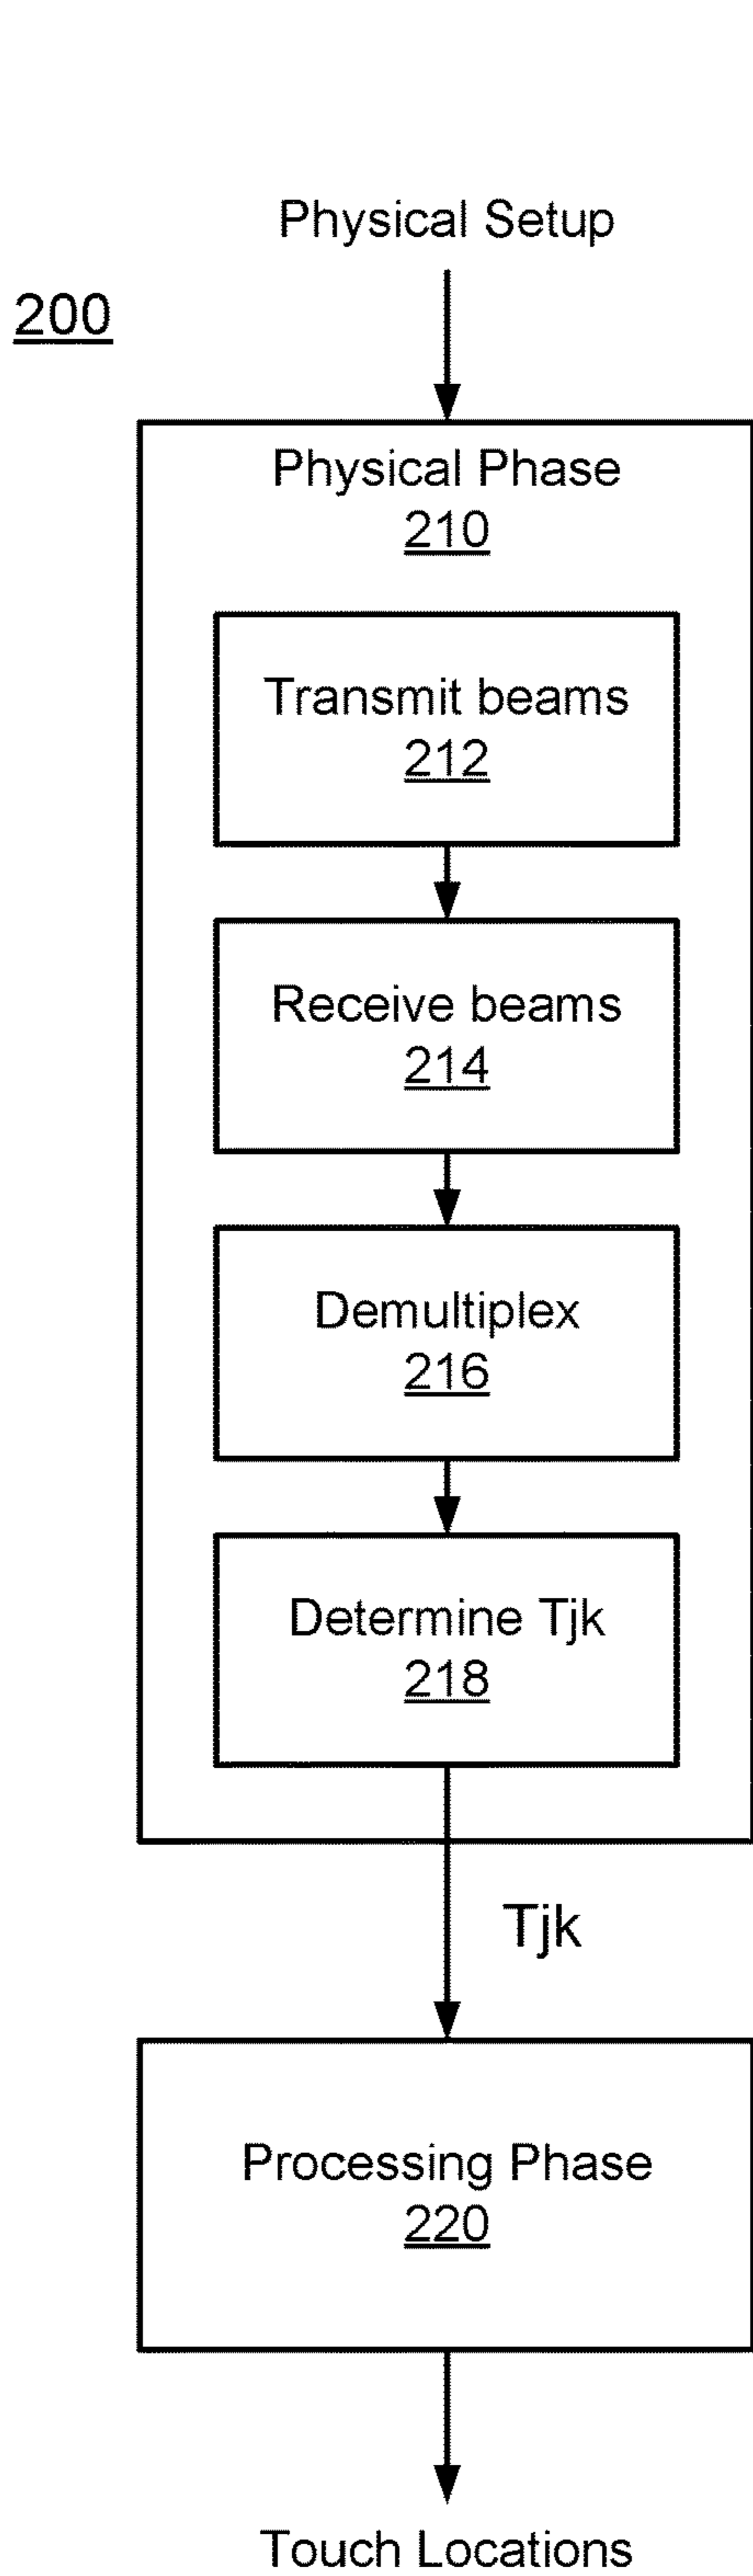 Physical Setup
200
Physical Phase
210
Transmit beams
212
Receive beams
214
Demultiplex
216
Determine Tjk
218
Tjk
Processing Phase
220
Touch Locations